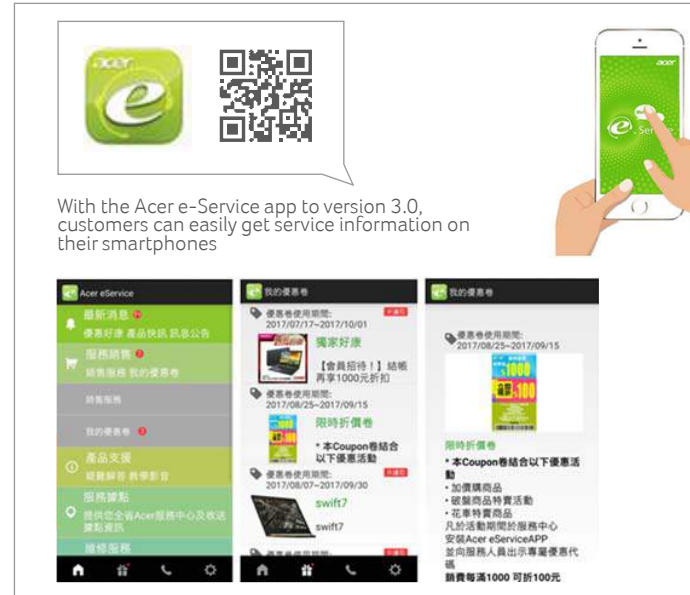 acer
acer
Service
With the Acer e-Service app to version 3.0,
customers can easily get service information on
their smartphones
Acer eService
最新消息
優惠好康 產品快訊 訊息公告
服務銷售
銷售服務 我的優惠卷
銷售服務
我的優惠卷
產品支援
疑難解答 教學影音
服務據點
提供您全省Acer服務中心及收送
據點資訊
維修服務
我的優惠卷
優惠卷使用期間:
2017/07/17~2017/10/01
獨家好康
【會員招待！】結帳
再享1000元折扣
優惠卷使用期間:
2017/08/25~2017/09/15
限時折價卷
* 本Coupon卷結合
以下優惠活動
優惠卷使用期間:
2017/08/07~2017/09/30
swift7
swift7
優惠卷使用期間:
我的優惠卷
優惠卷使用期間:
2017/08/25~2017/09/15
限時折價卷
* 本Coupon卷結合以下優惠活
動
・加價購商品
・破盤商品特賣活動
・花車特賣商品
凡於活動期間於服務中心
安裝Acer eServiceAPP
並向服務人員出示專屬優惠代
碼
消費每滿1000 可折100元